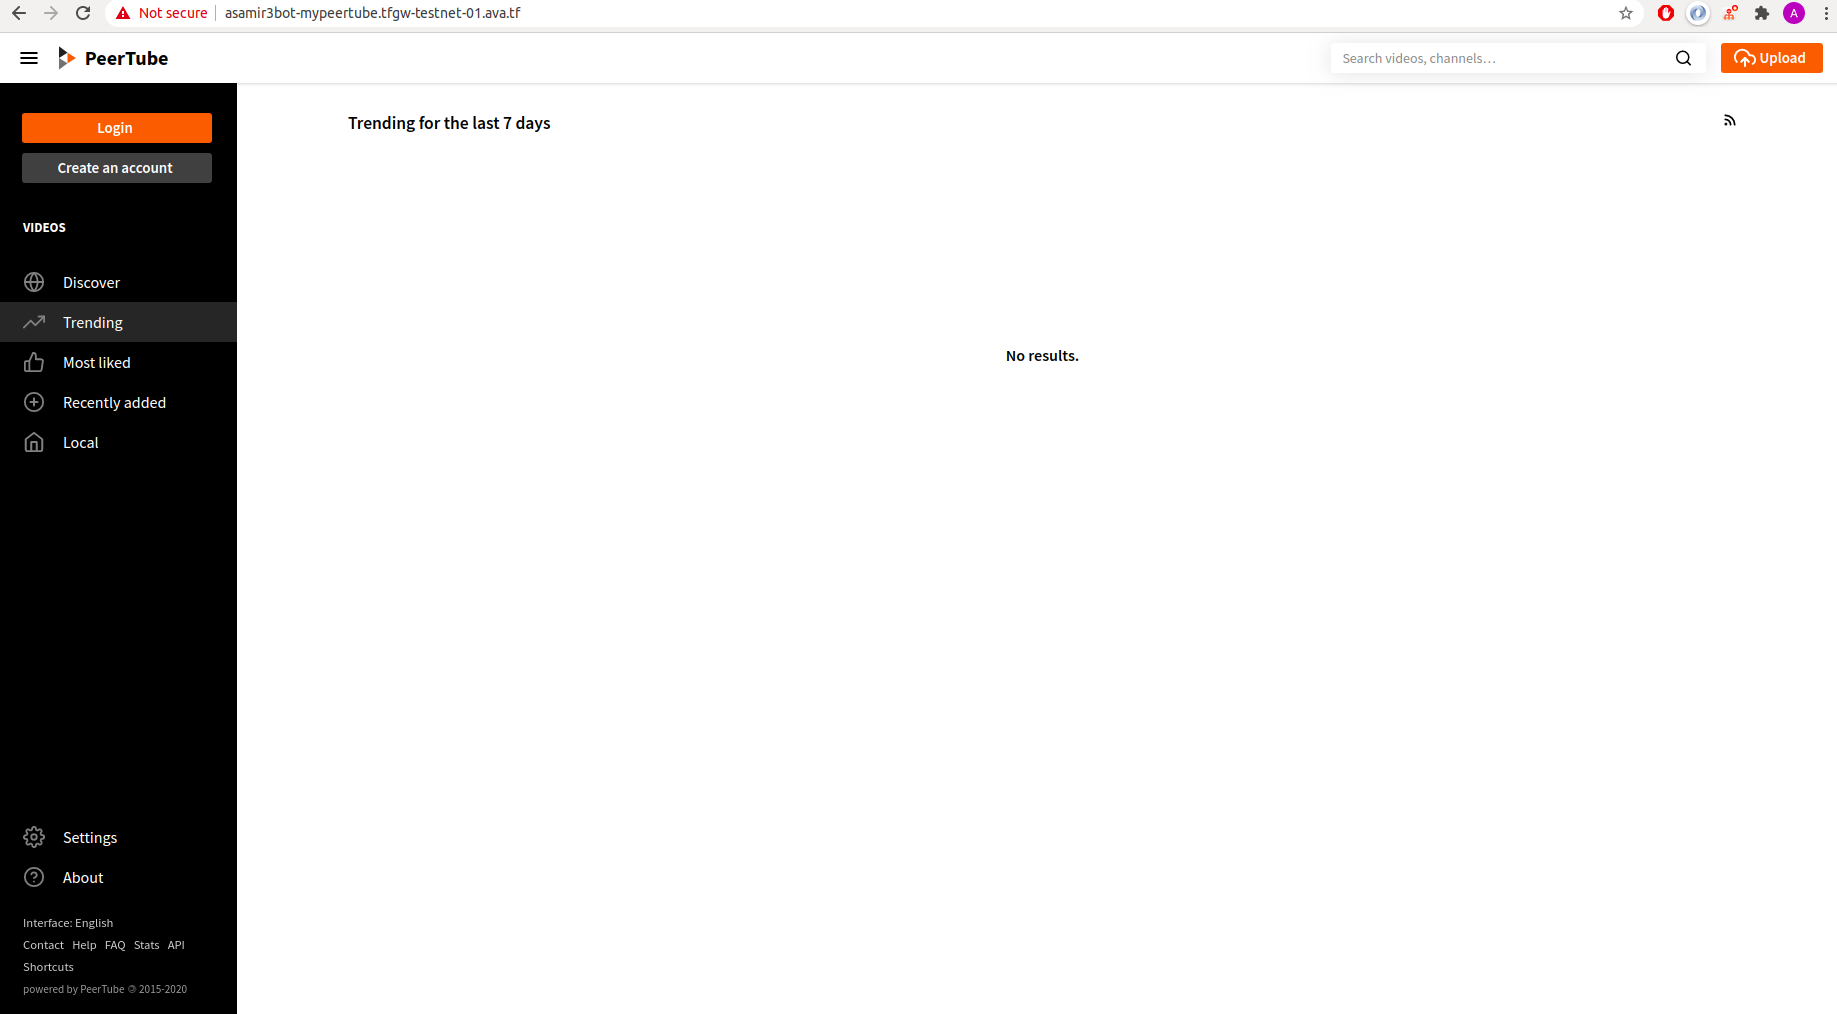 Not secure asamir3bot-mypeertube.tfgw-testnet-01.ava.tf A
PeerTube Search videos, channels… Upload
Login
Create an account
VIDEOS
Discover
Trending
Most liked
Recently added
Local
Trending for the last 7 days
No results.
Settings
About
Interface: English
Contact Help FAQ Stats API
Shortcuts
powered by PeerTube 🄯 2015-2020